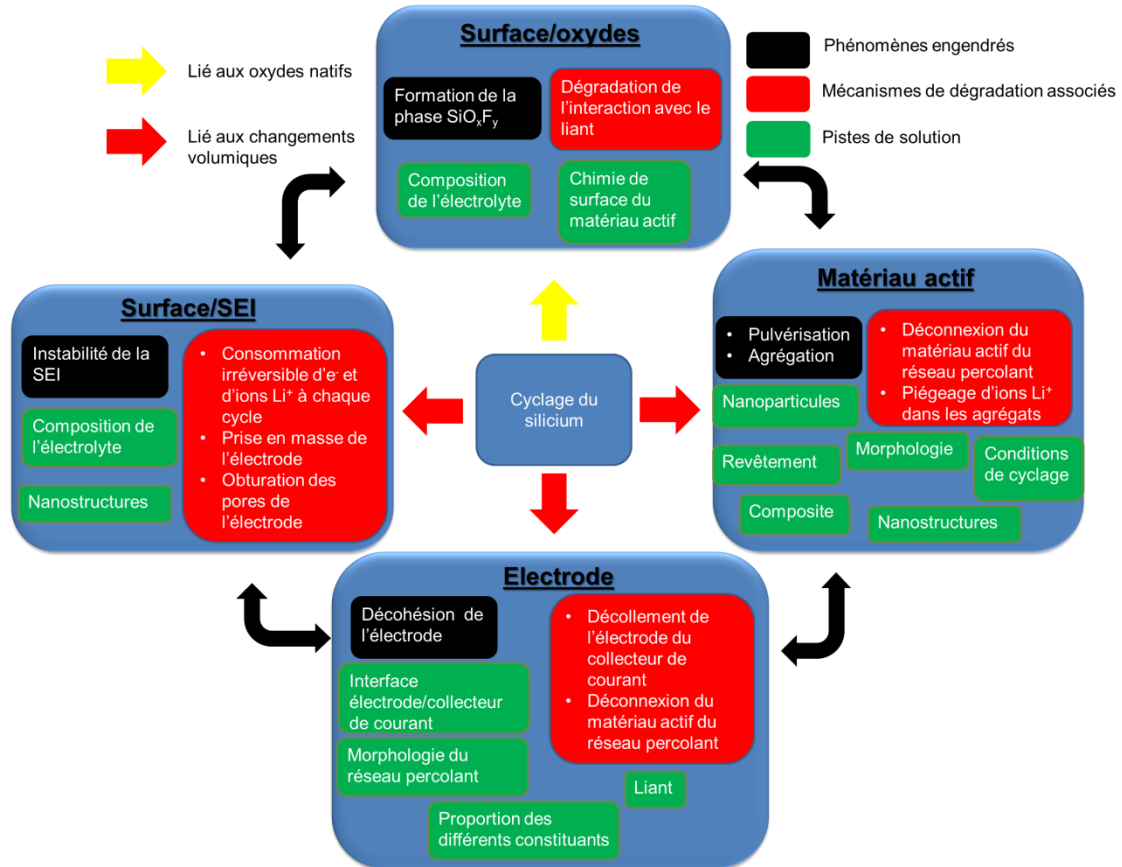 Surface/oxydes
Formation de la
phase SiOxFy
Dégradation de
l'interaction avec le
liant
Composition
de l'électrolyte
Chimie de
surface du
matériau actif
Lié aux oxydes natifs
Lié aux changements
volumiques
Phénomènes engendrés
Mécanismes de dégradation associés
Pistes de solution
Surface/SEI
Instabilité de la
SEI
• Consommation
irréversible d'e- et
d'ions Li+ à chaque
cycle
• Prise en masse de
l'électrode
• Obturation des
pores de
l'électrode
Composition de
l'électrolyte
Nanostructures
Cyclage du
silicium
Matériau actif
• Pulvérisation
• Agrégation
• Déconnexion du
matériau actif du
réseau percolant
• Piégeage d'ions Li+
dans les agrégats
Nanoparticules
Revêtement
Morphologie
Conditions
de cyclage
Composite
Nanostructures
Electrode
Décohésion de
l'électrode
• Décollement de
l'électrode du
collecteur de
courant
• Déconnexion du
matériau actif du
réseau percolant
Interface
électrode/collecteur
de courant
Morphologie du
réseau percolant
Liant
Proportion des
différents constituants